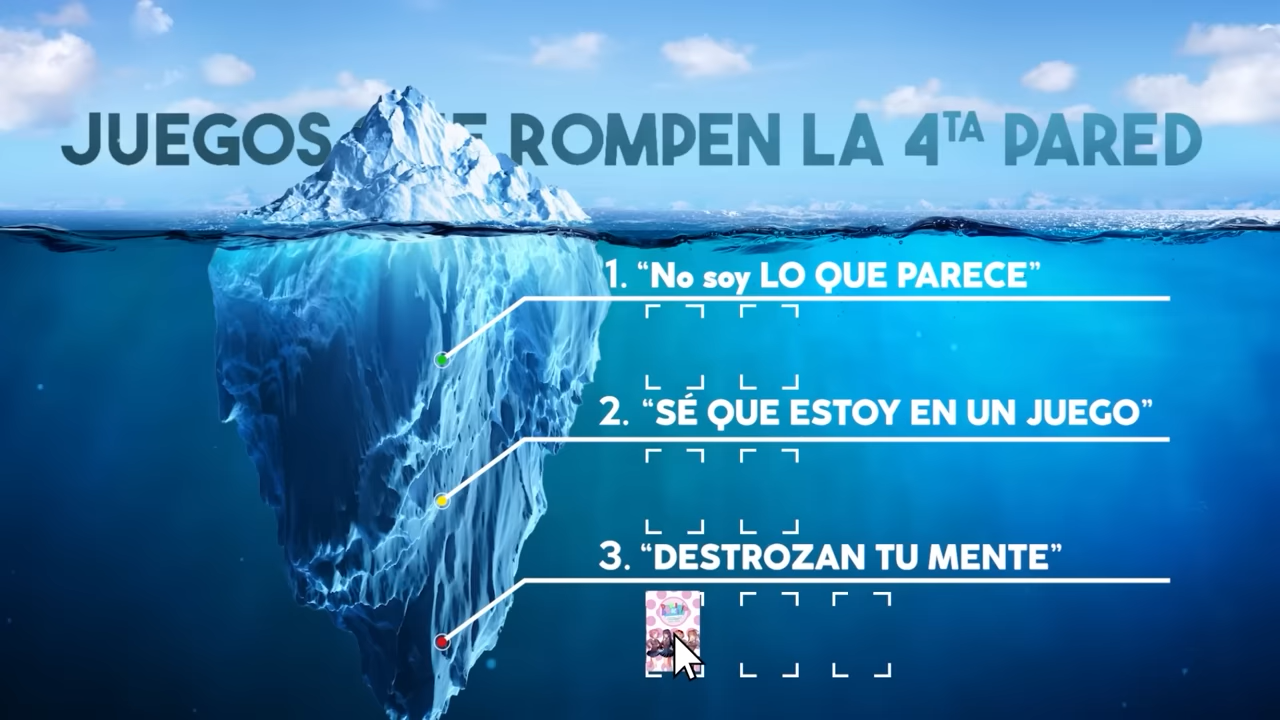 JUEGOS QUE ROMPEN LA 4TA PARED
1. “No soy LO QUE PARECE”
2. “SÉ QUE ESTOY EN UN JUEGO”
3. “DESTROZAN TU MENTE”